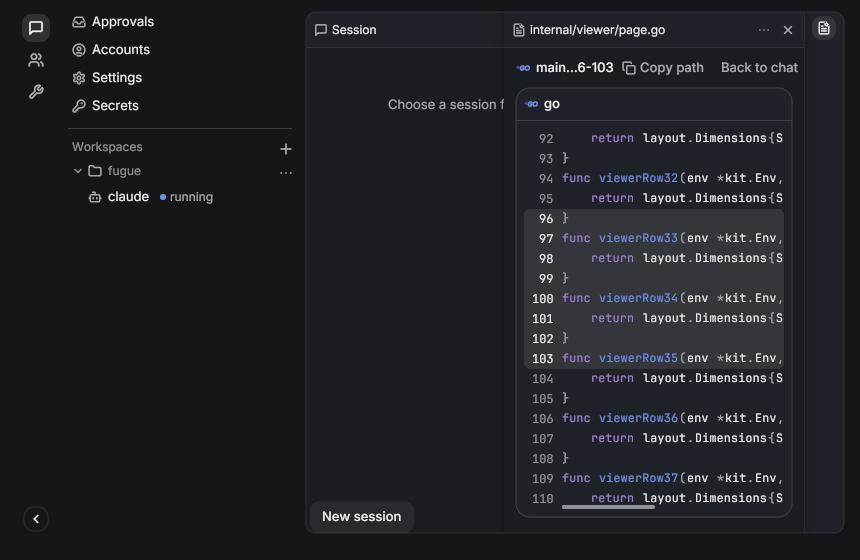 Approvals
Accounts
Settings
Secrets
Workspaces
fugue
claude running
Session
Choose a session f
New session
internal/viewer/page.go
GO main...6-103 Copy path Back to chat
GO go
92 return layout.Dimensions{S
93 }
94 func viewerRow32(env *kit.Env,
95 return layout.Dimensions{S
96 }
97 func viewerRow33(env *kit.Env,
98 return layout.Dimensions{S
99 }
100 func viewerRow34(env *kit.Env,
101 return layout.Dimensions{S
102 }
103 func viewerRow35(env *kit.Env,
104 return layout.Dimensions{S
105 }
106 func viewerRow36(env *kit.Env,
107 return layout.Dimensions{S
108 }
109 func viewerRow37(env *kit.Env,
110 return layout.Dimensions{S